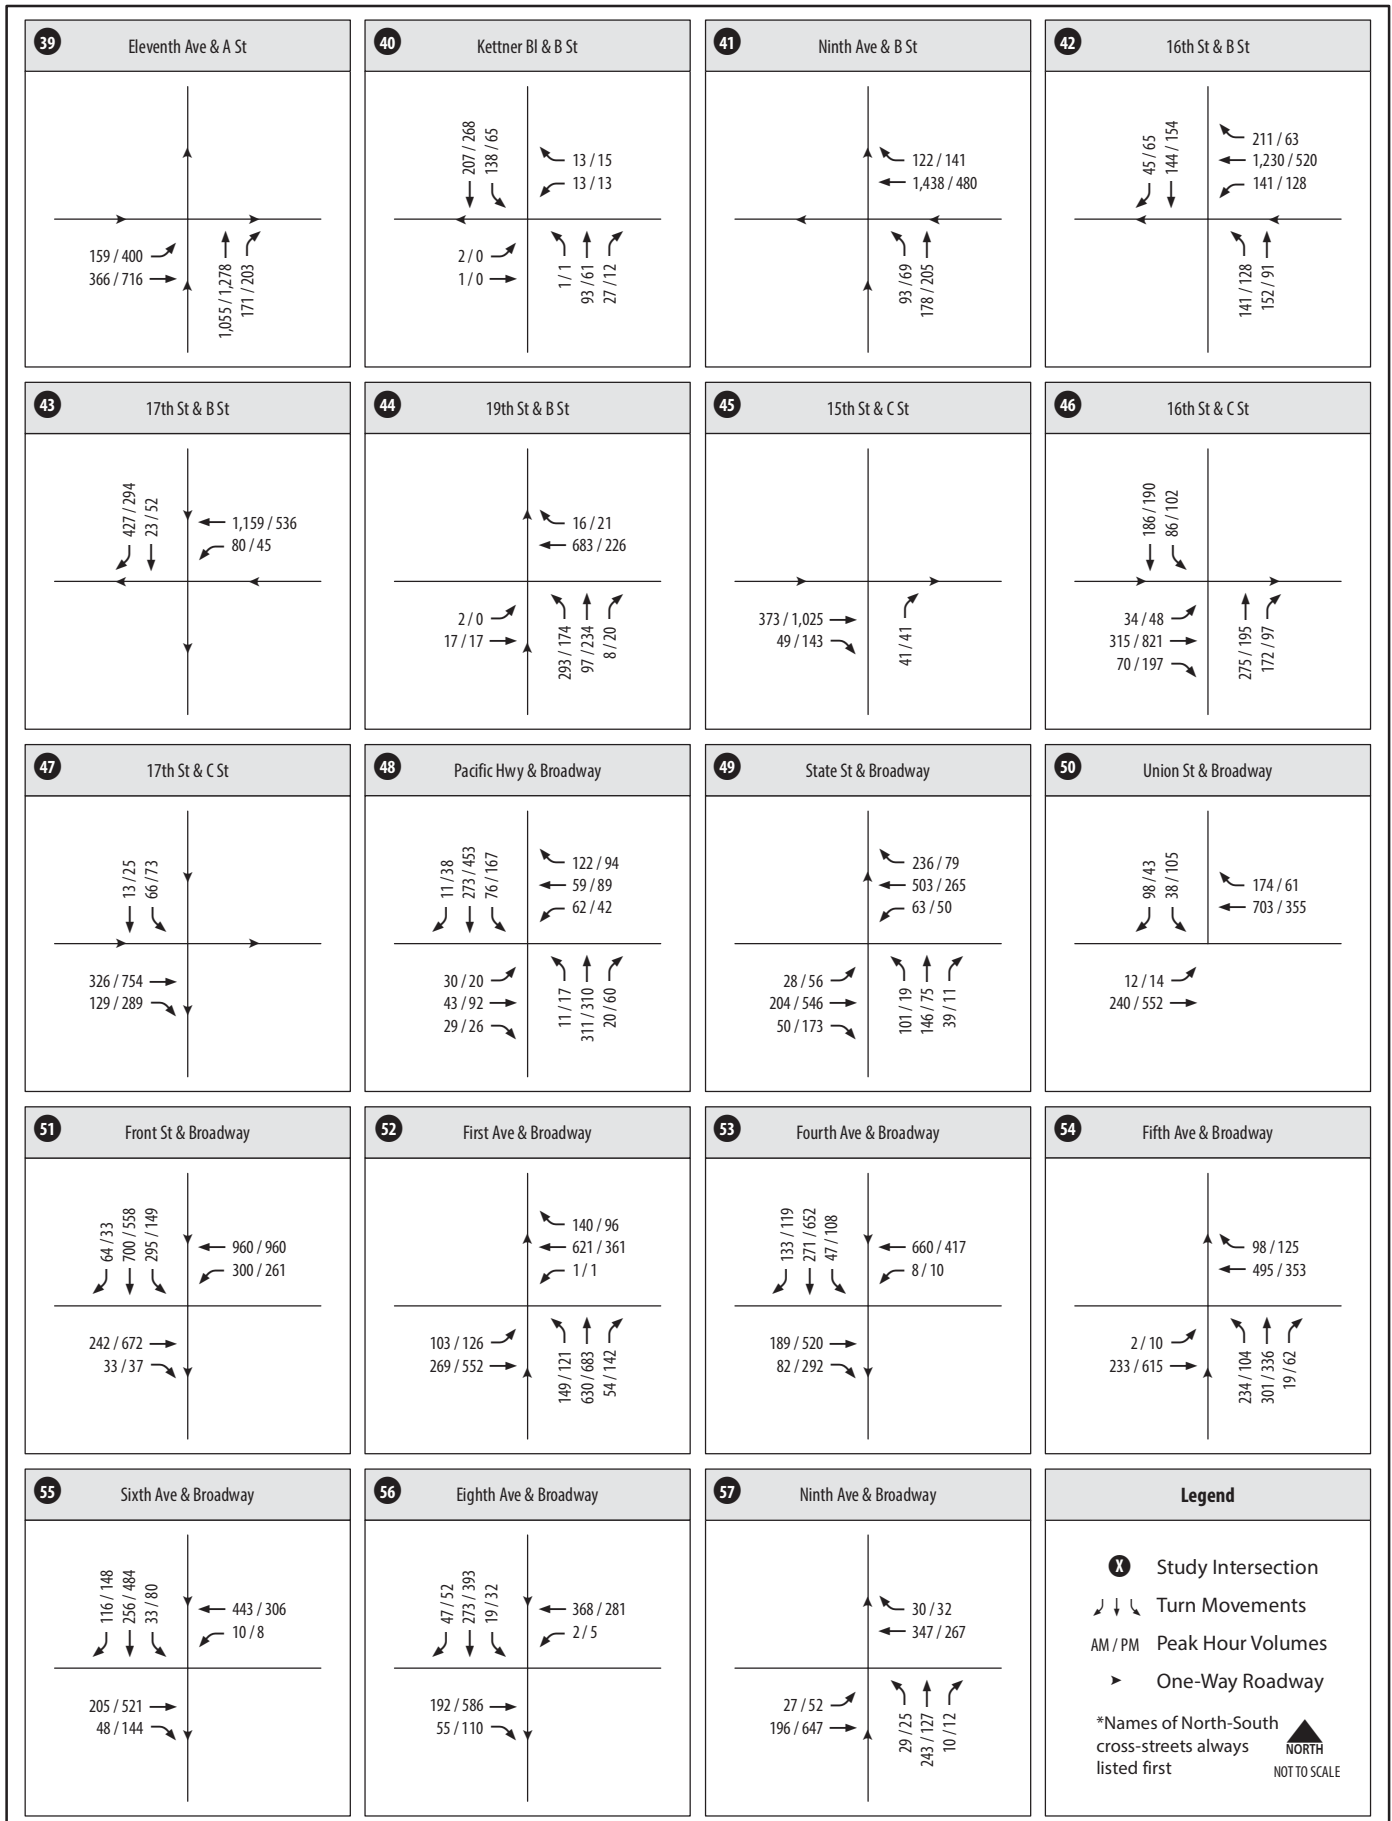 39 Eleventh Ave & A St
159 / 400
366 / 716
1,055 / 1,278
171 / 203
40 Kettner Bl & B St
207 / 268
138 / 65
13 / 15
13 / 13
2 / 0
1 / 0
1 / 1
93 / 61
27 / 12
41 Ninth Ave & B St
122 / 141
1,438 / 480
93 / 69
178 / 205
42 16th St & B St
45 / 65
144 / 154
211 / 63
1,230 / 520
141 / 128
141 / 128
152 / 91
43 17th St & B St
427 / 294
23 / 52
1,159 / 536
80 / 45
44 19th St & B St
16 / 21
683 / 226
2 / 0
17 / 17
293 / 174
97 / 234
8 / 20
45 15th St & C St
373 / 1,025
49 / 143
41 / 41
46 16th St & C St
186 / 190
86 / 102
34 / 48
315 / 821
70 / 197
275 / 195
172 / 97
47 17th St & C St
13 / 25
66 / 73
326 / 754
129 / 289
48 Pacific Hwy & Broadway
11 / 38
273 / 453
76 / 167
122 / 94
59 / 89
62 / 42
30 / 20
43 / 92
29 / 26
11 / 17
311 / 310
20 / 60
49 State St & Broadway
236 / 79
503 / 265
63 / 50
28 / 56
204 / 546
50 / 173
101 / 19
146 / 75
39 / 11
50 Union St & Broadway
98 / 43
38 / 105
174 / 61
703 / 355
12 / 14
240 / 552
51 Front St & Broadway
64 / 33
700 / 558
295 / 149
960 / 960
300 / 261
242 / 672
33 / 37
52 First Ave & Broadway
140 / 96
621 / 361
1 / 1
103 / 126
269 / 552
149 / 121
630 / 683
54 / 142
53 Fourth Ave & Broadway
133 / 119
271 / 652
47 / 108
660 / 417
8 / 10
189 / 520
82 / 292
54 Fifth Ave & Broadway
98 / 125
495 / 353
2 / 10
233 / 615
234 / 104
301 / 336
19 / 62
55 Sixth Ave & Broadway
116 / 148
256 / 484
33 / 80
443 / 306
10 / 8
205 / 521
48 / 144
56 Eighth Ave & Broadway
47 / 52
273 / 393
19 / 32
368 / 281
2 / 5
192 / 586
55 / 110
57 Ninth Ave & Broadway
30 / 32
347 / 267
27 / 52
196 / 647
29 / 25
243 / 127
10 / 12
Legend
X Study Intersection
Turn Movements
AM / PM Peak Hour Volumes
One-Way Roadway
*Names of North-South
cross-streets always
listed first
NORTH
NOT TO SCALE